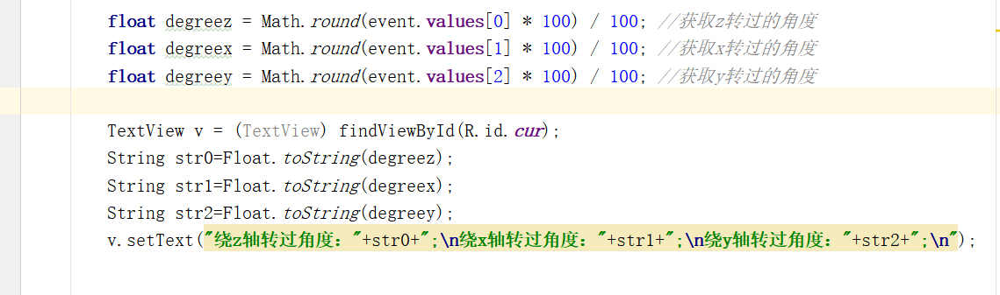 float degreez = Math.round(event.values[0] * 100) / 100; //获取z转过的角度
float degreex = Math.round(event.values[1] * 100) / 100; //获取x转过的角度
float degreey = Math.round(event.values[2] * 100) / 100; //获取y转过的角度
TextView v = (TextView) findViewById(R.id.cur);
String str0=Float.toString(degreez);
String str1=Float.toString(degreex);
String str2=Float.toString(degreey);
v.setText("绕z轴转过角度："+str0+";\n绕x轴转过角度："+str1+";\n绕y轴转过角度："+str2+";\n");